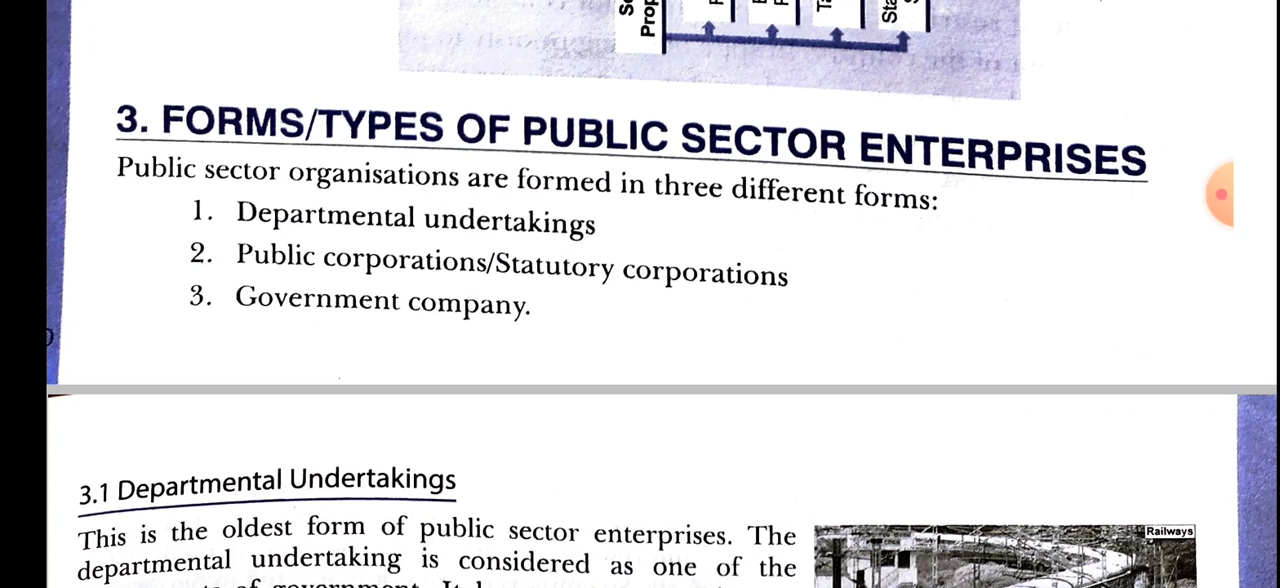 3. FORMS/TYPES OF PUBLIC SECTOR ENTERPRISES
Public sector organisations are formed in three different forms:
1. Departmental undertakings
2. Public corporations/Statutory corporations
3. Government company.
3.1 Departmental Undertakings
This is the oldest form of public sector enterprises. The
departmental undertaking is considered as one of the
Railways